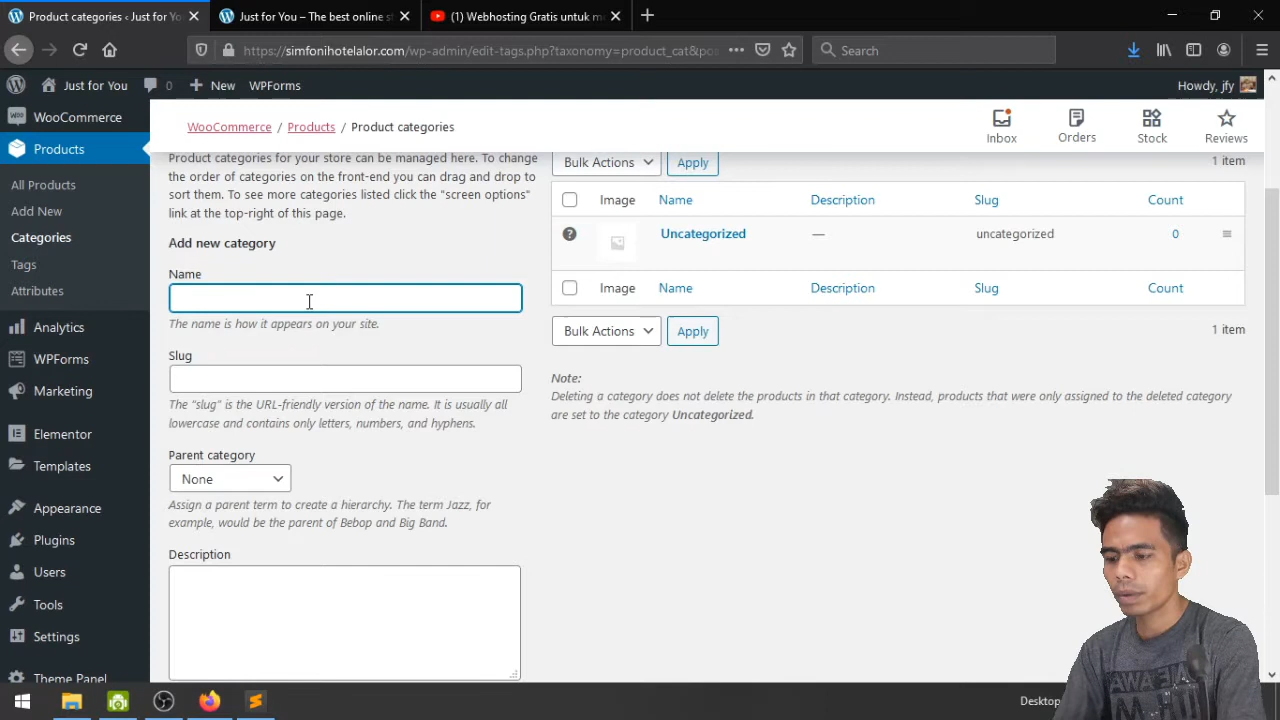 Product categories ‹ Just for Yo
Just for You – The best online st
(1) Webhosting Gratis untuk me
https://simfonihotelalor.com/wp-admin/edit-tags.php?taxonomy=product_cat&po
Search
Just for You
0
New
WPForms
Howdy, jfy
WooCommerce
Products
All Products
Add New
Categories
Tags
Attributes
Analytics
WPForms
Marketing
Elementor
Templates
Appearance
Plugins
Users
Tools
Settings
Theme Panel
WooCommerce / Products / Product categories
Inbox
Orders
Stock
Reviews
Product categories for your store can be managed here. To change
the order of categories on the front-end you can drag and drop to
sort them. To see more categories listed click the "screen options"
link at the top-right of this page.
Add new category
Name
The name is how it appears on your site.
Slug
The “slug” is the URL-friendly version of the name. It is usually all
lowercase and contains only letters, numbers, and hyphens.
Parent category
None
Assign a parent term to create a hierarchy. The term Jazz, for
example, would be the parent of Bebop and Big Band.
Description
Bulk Actions
Apply
1 item
Image Name Description Slug Count
Uncategorized — uncategorized 0
Image Name Description Slug Count
Bulk Actions
Apply
1 item
Note:
Deleting a category does not delete the products in that category. Instead, products that were only assigned to the deleted category
are set to the category Uncategorized.
Desktop